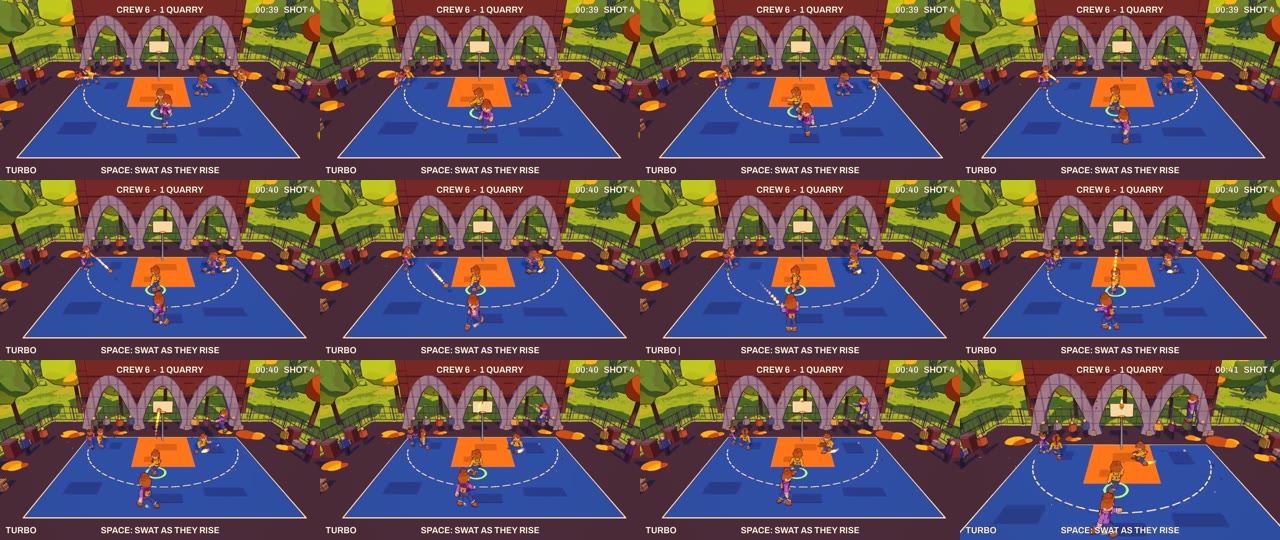 CREW 6 - 1 QUARRY 00:39 SHOT 4
TURBO SPACE: SWAT AS THEY RISE
CREW 6 - 1 QUARRY 00:39 SHOT 4
TURBO SPACE: SWAT AS THEY RISE
CREW 6 - 1 QUARRY 00:39 SHOT 4
TURBO SPACE: SWAT AS THEY RISE
CREW 6 - 1 QUARRY 00:39 SHOT 4
TURBO SPACE: SWAT AS THEY RISE
CREW 6 - 1 QUARRY 00:40 SHOT 4
TURBO SPACE: SWAT AS THEY RISE
CREW 6 - 1 QUARRY 00:40 SHOT 4
TURBO SPACE: SWAT AS THEY RISE
CREW 6 - 1 QUARRY 00:40 SHOT 4
TURBO | SPACE: SWAT AS THEY RISE
CREW 6 - 1 QUARRY 00:40 SHOT 4
TURBO SPACE: SWAT AS THEY RISE
CREW 6 - 1 QUARRY 00:40 SHOT 4
TURBO SPACE: SWAT AS THEY RISE
CREW 6 - 1 QUARRY 00:40 SHOT 4
TURBO SPACE: SWAT AS THEY RISE
CREW 6 - 1 QUARRY 00:40 SHOT 4
TURBO SPACE: SWAT AS THEY RISE
CREW 6 - 1 QUARRY 00:41 SHOT 4
TURBO SPACE: SWAT AS THEY RISE